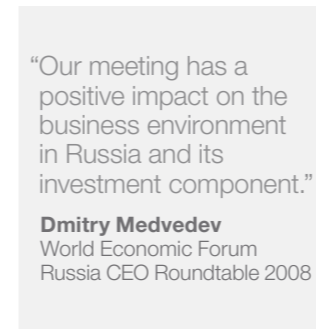 “Our meeting has a
positive impact on the
business environment
in Russia and its
investment component.”
Dmitry Medvedev
World Economic Forum
Russia CEO Roundtable 2008